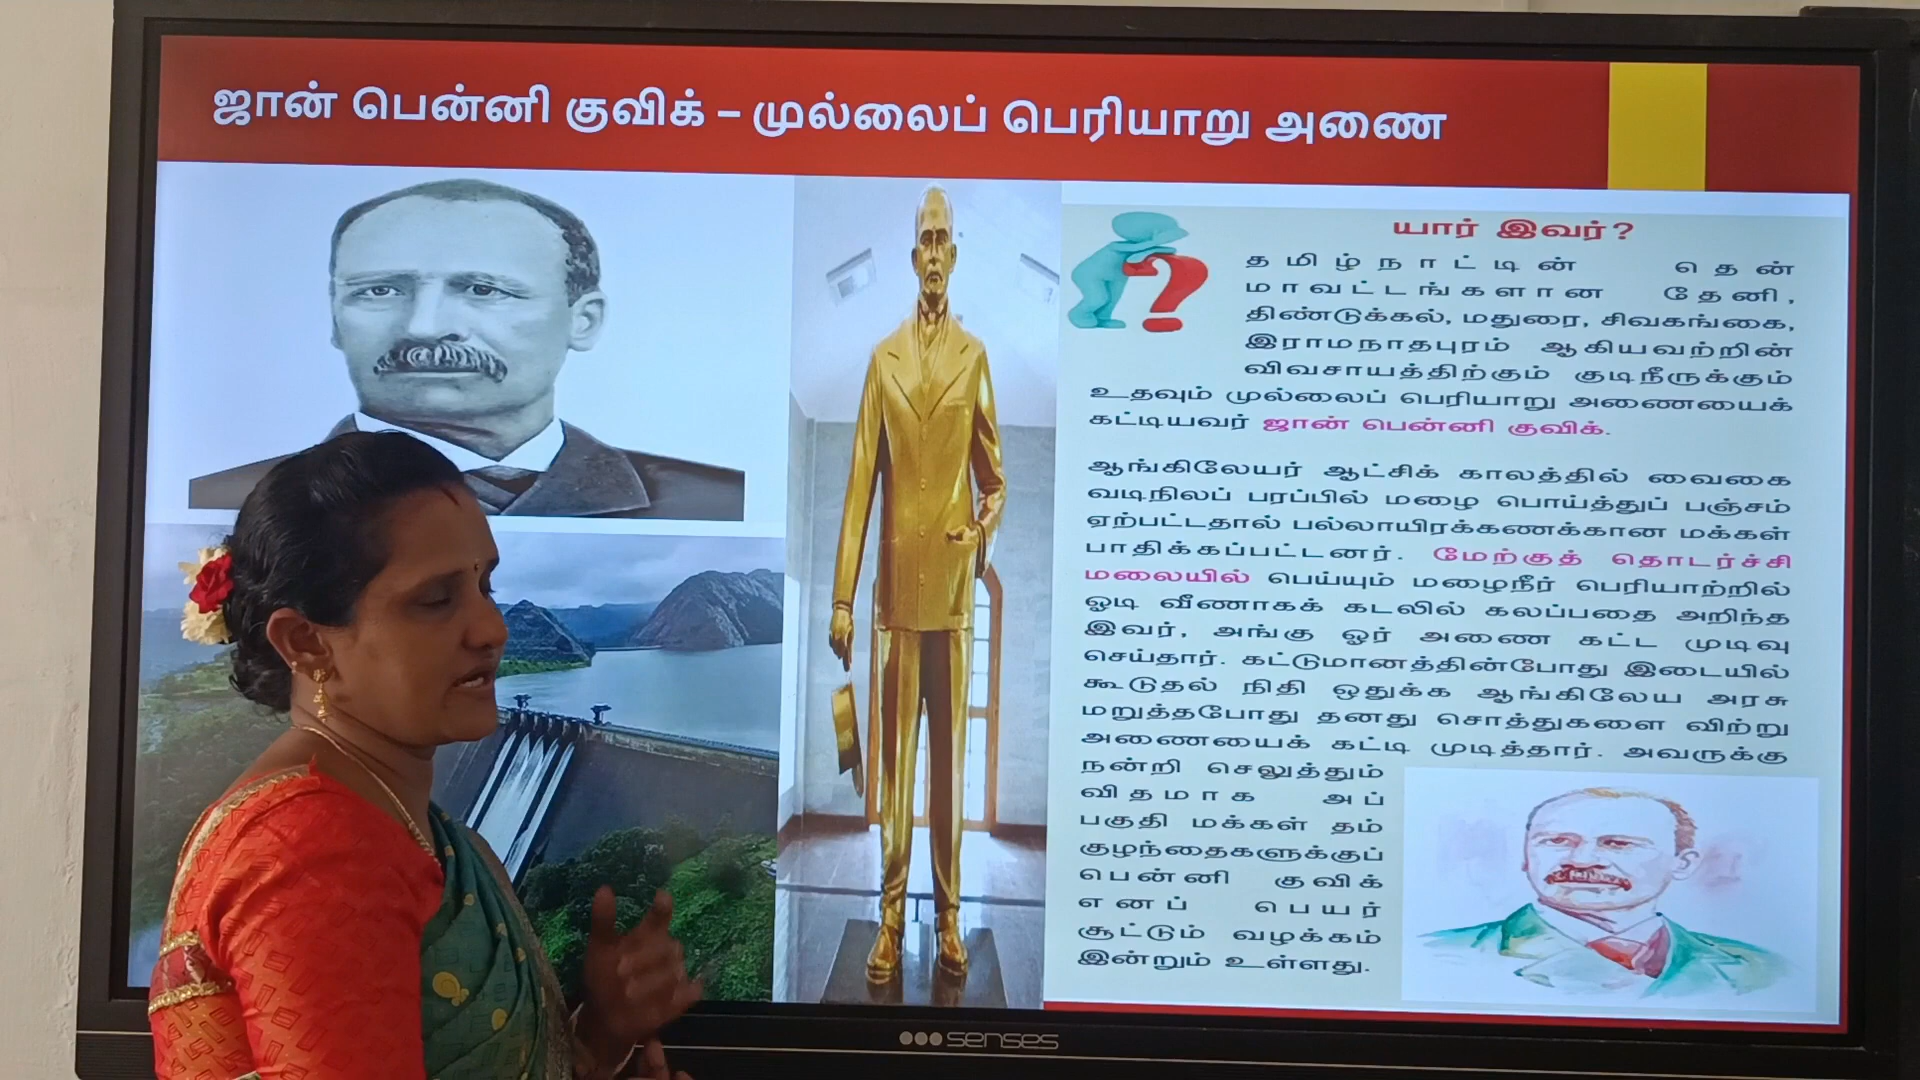 ஜான் பென்னி குவிக் – முல்லைப் பெரியாறு அணை
யார் இவர்?
தமிழ்நாட்டின் தென்
மாவட்டங்களான தேனி,
திண்டுக்கல், மதுரை, சிவகங்கை,
இராமநாதபுரம் ஆகியவற்றின்
விவசாயத்திற்கும் குடிநீருக்கும்
உதவும் முல்லைப் பெரியாறு அணையைக்
கட்டியவர் ஜான் பென்னி குவிக்.
ஆங்கிலேயர் ஆட்சிக் காலத்தில் வைகை
வடிநிலப் பரப்பில் மழை பொய்த்துப் பஞ்சம்
ஏற்பட்டதால் பல்லாயிரக்கணக்கான மக்கள்
பாதிக்கப்பட்டனர். மேற்குத் தொடர்ச்சி
மலையில் பெய்யும் மழைநீர் பெரியாற்றில்
ஓடி வீணாகக் கடலில் கலப்பதை அறிந்த
இவர், அங்கு ஓர் அணை கட்ட முடிவு
செய்தார். கட்டுமானத்தின்போது இடையில்
கூடுதல் நிதி ஒதுக்க ஆங்கிலேய அரசு
மறுத்தபோது தனது சொத்துகளை விற்று
அணையைக் கட்டி முடித்தார். அவருக்கு
நன்றி செலுத்தும்
விதமாக அப்
பகுதி மக்கள் தம்
குழந்தைகளுக்குப்
பென்னி குவிக்
எனப் பெயர்
சூட்டும் வழக்கம்
இன்றும் உள்ளது.
senses